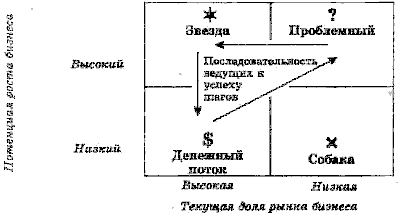 Звезда
?
Проблемный
Последовательность
ведущих к
успеху
шагов
Высокий
Потенциал роста бизнеса
Низкий
$
Денежный
поток
Собака
Высокая
Низкая
Текущая доля рынка бизнеса